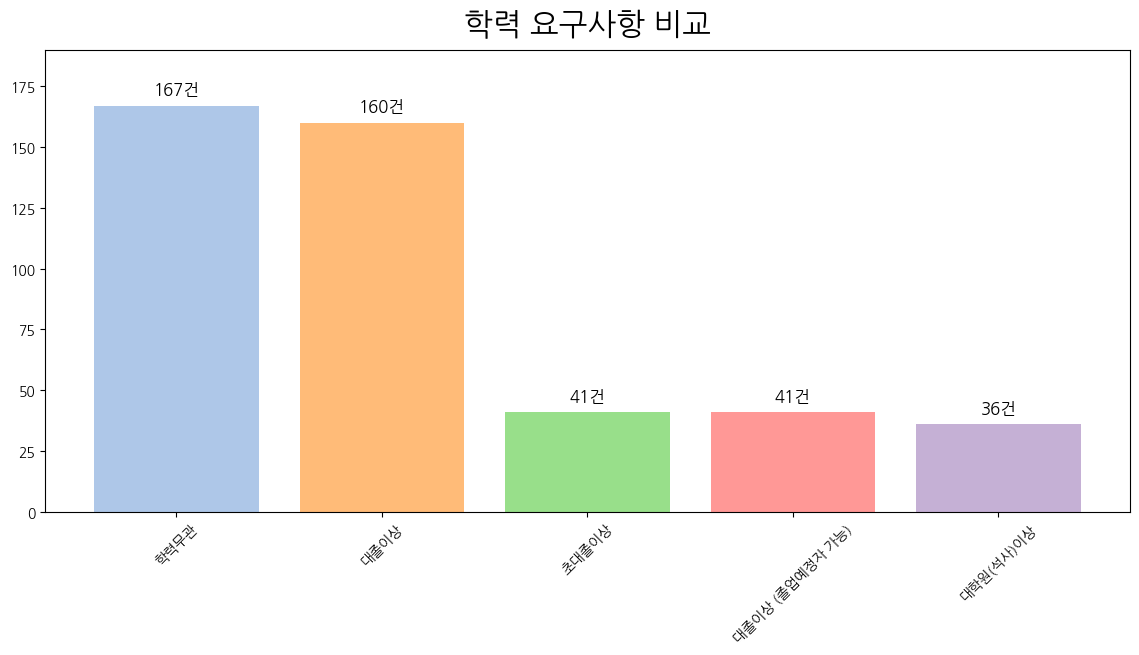 학력 요구사항 비교
175
150
125
100
75
50
25
0
167건
160건
41건
41건
36건
학력무관
대졸이상
초대졸이상
대졸이상 (졸업예정자 가능)
대학원(석사)이상